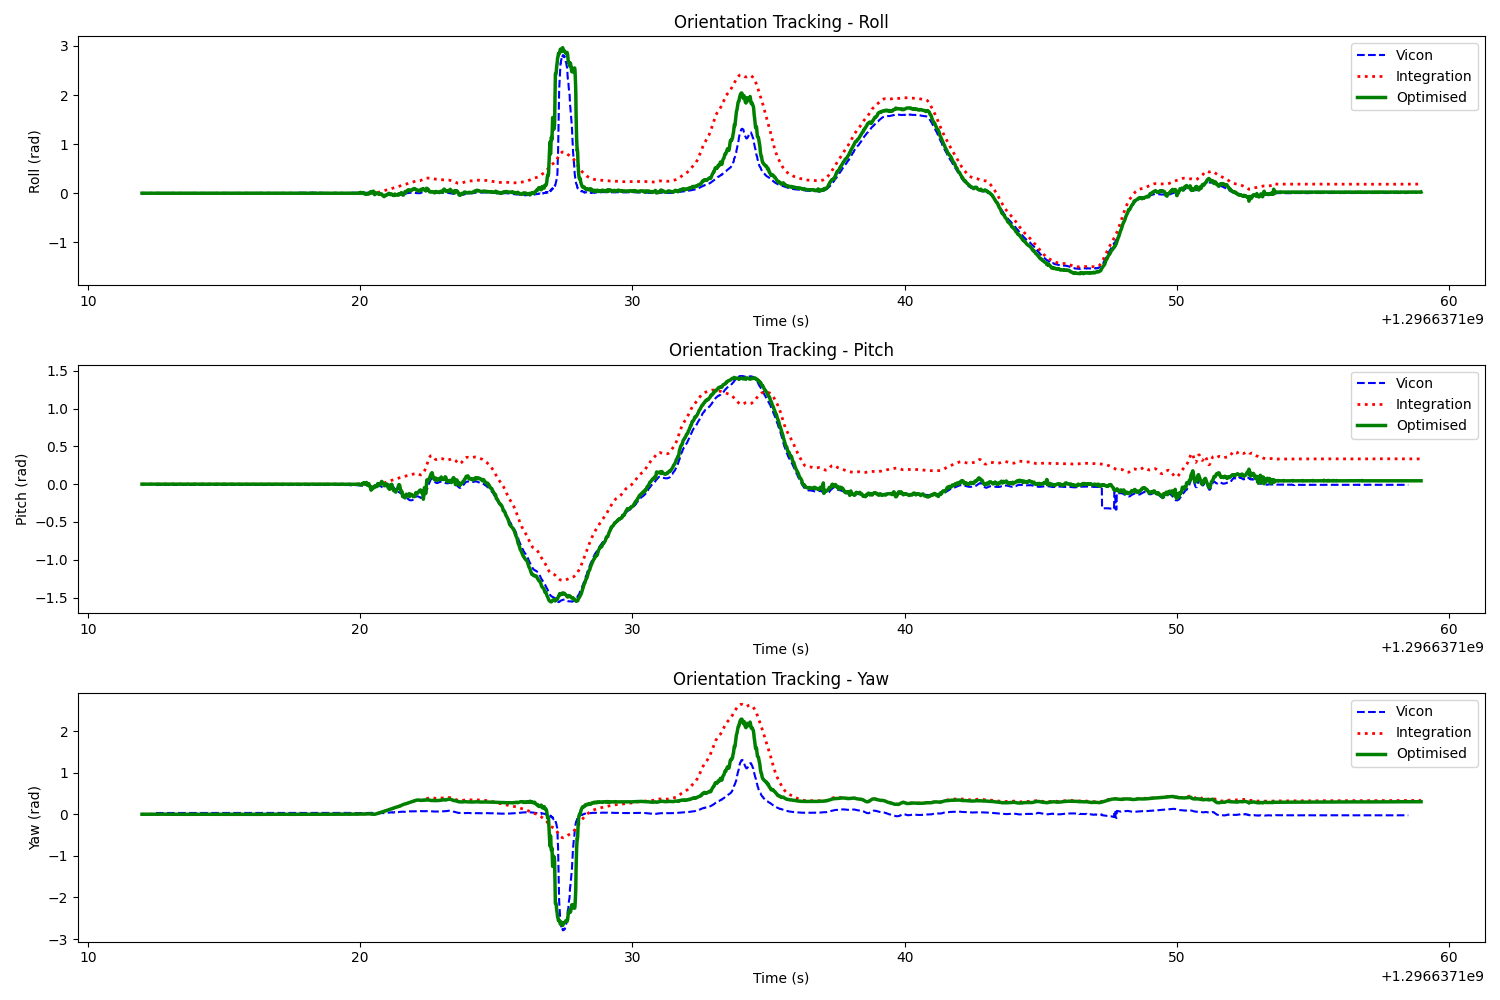 Orientation Tracking - Roll
3
2
1
0
−1
Roll (rad)
Vicon
Integration
Optimised
10
20
30
40
50
60
Time (s)
+1.2966371e9
Orientation Tracking - Pitch
1.5
1.0
0.5
0.0
−0.5
−1.0
−1.5
Pitch (rad)
Vicon
Integration
Optimised
10
20
30
40
50
60
Time (s)
+1.2966371e9
Orientation Tracking - Yaw
2
1
0
−1
−2
−3
Yaw (rad)
Vicon
Integration
Optimised
10
20
30
40
50
60
Time (s)
+1.2966371e9